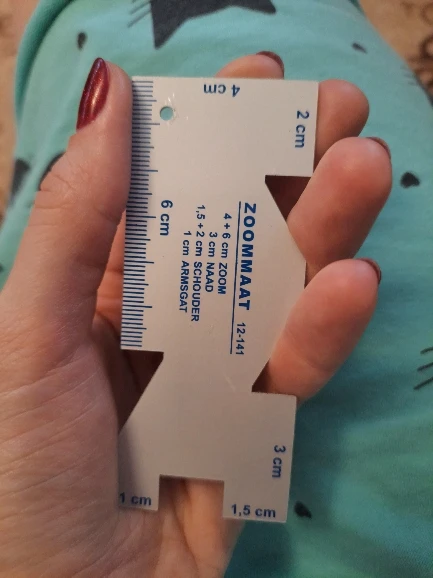 4 cm
2 cm
6 cm
ZOOMMAAT 12-141
4 + 6 cm ZOOM
3 cm NAAD
1,5 + 2 cm SCHOUDER
1 cm ARMSGAT
3 cm
1 cm
1,5 cm